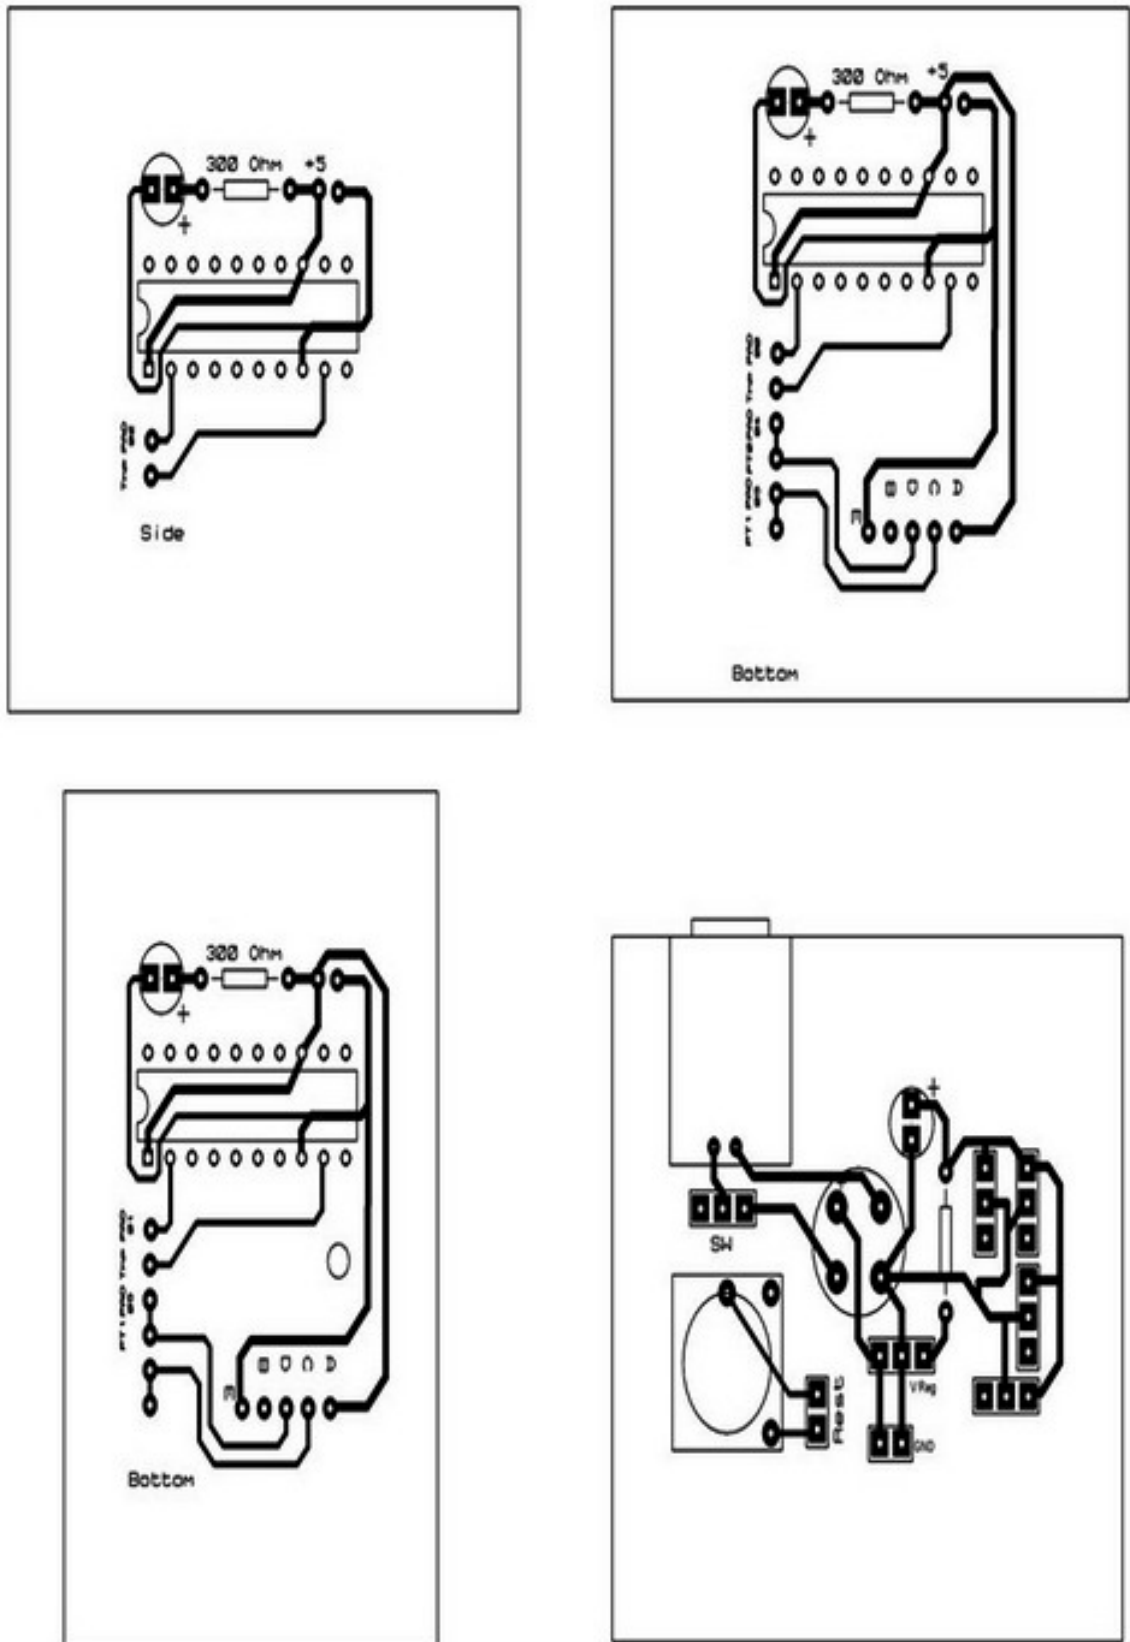 300 Ohm +5
+
Side
300 Ohm +5
+
B D C A
E
Bottom
300 Ohm
+
B D C A
E
Bottom
+
SW
VReg
Rest
GND